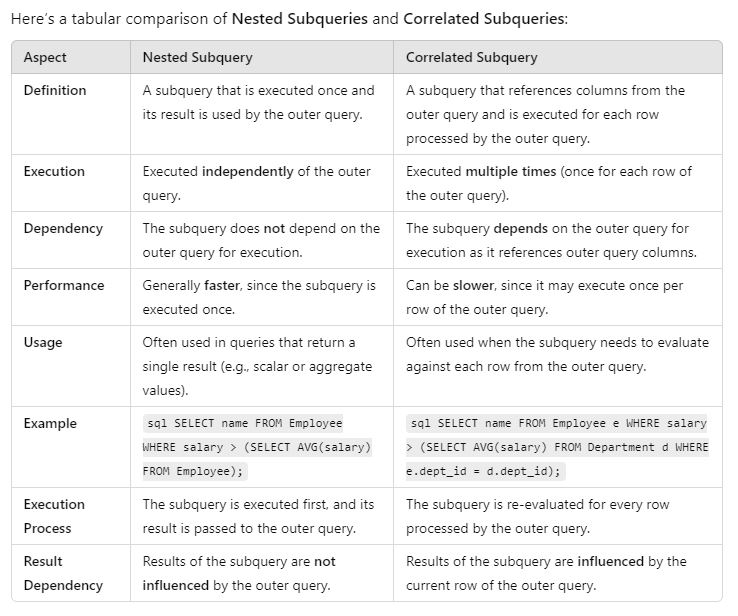 Here's a tabular comparison of Nested Subqueries and Correlated Subqueries:
Aspect Nested Subquery Correlated Subquery
Definition
A subquery that is executed once and
its result is used by the outer query.
A subquery that references columns from the
outer query and is executed for each row
processed by the outer query.
Execution
Executed independently of the outer
query.
Executed multiple times (once for each row of
the outer query).
Dependency
The subquery does not depend on the
outer query for execution.
The subquery depends on the outer query for
execution as it references outer query columns.
Performance
Generally faster, since the subquery is
executed once.
Can be slower, since it may execute once per
row of the outer query.
Usage
Often used in queries that return a
single result (e.g., scalar or aggregate
values).
Often used when the subquery needs to evaluate
against each row from the outer query.
Example
sql SELECT name FROM Employee
WHERE salary > (SELECT AVG(salary)
FROM Employee);
sql SELECT name FROM Employee e WHERE salary
> (SELECT AVG(salary) FROM Department d WHERE
e.dept_id = d.dept_id);
Execution
Process
The subquery is executed first, and its
result is passed to the outer query.
The subquery is re-evaluated for every row
processed by the outer query.
Result
Dependency
Results of the subquery are not
influenced by the outer query.
Results of the subquery are influenced by the
current row of the outer query.